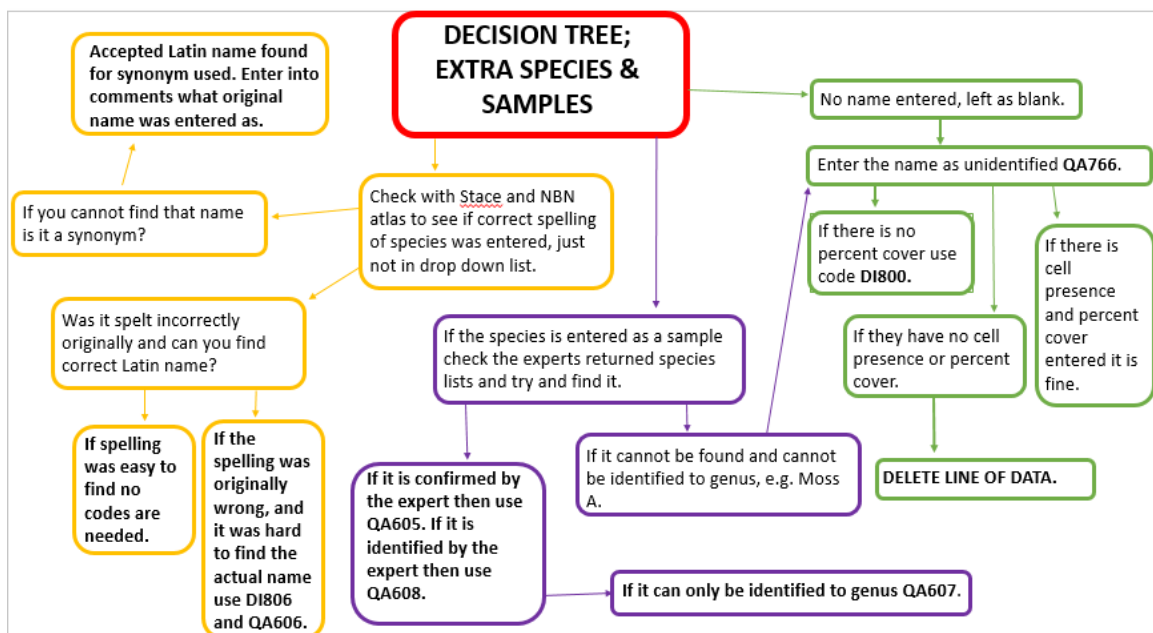 DECISION TREE;
EXTRA SPECIES &
SAMPLES
Accepted Latin name found
for synonym used. Enter into
comments what original
name was entered as.
If you cannot find that name
is it a synonym?
Check with Stace and NBN
atlas to see if correct spelling
of species was entered, just
not in drop down list.
Was it spelt incorrectly
originally and can you find
correct Latin name?
If spelling
was easy to
find no
codes are
needed.
If the
spelling was
originally
wrong, and
it was hard
to find the
actual name
use DI806
and QA606.
If the species is entered as a sample
check the experts returned species
lists and try and find it.
If it is confirmed
by the expert then use
QA605. If it is
identified by the
expert then use
QA608.
If it cannot be found and cannot
be identified to genus, e.g. Moss
A.
If it can only be identified to genus QA607.
No name entered, left as blank.
Enter the name as unidentified QA766.
If there is no
percent cover use
code DI800.
If they have no cell
presence or percent
cover.
If there is
cell
presence
and percent
cover
entered it is
fine.
DELETE LINE OF DATA.